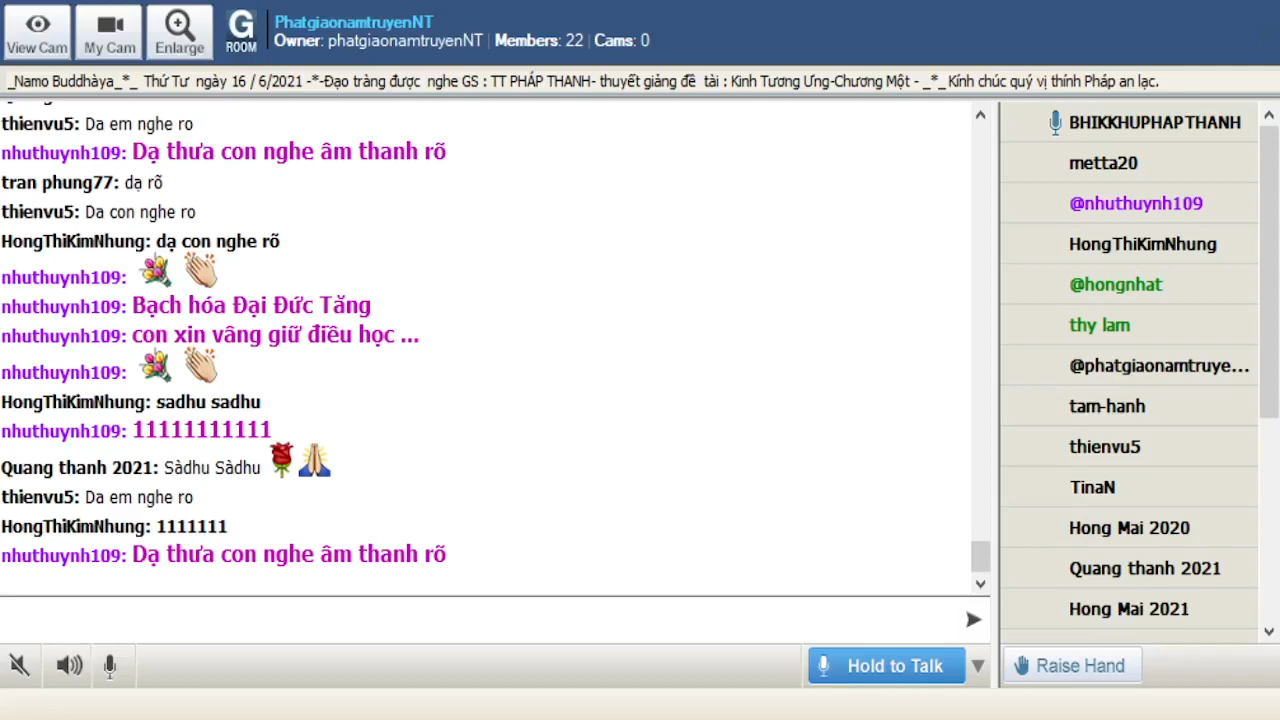 View Cam
My Cam
Enlarge
G
ROOM
PhatgiaonamtruyenNT
Owner: phatgiaonamtruyenNT | Members: 22 | Cams: 0
_Namo Buddhàya_*_ Thứ Tư ngày 16 / 6/2021 -*-Đạo tràng được nghe GS : TT PHÁP THANH- thuyết giảng đề tài : Kinh Tương Ưng-Chương Một - _*_ Kính chúc quý vị thính Pháp an lạc.
thienvu5: Da em nghe ro
nhuthuynh109: Dạ thưa con nghe âm thanh rõ
tran phung77: dạ rõ
thienvu5: Da con nghe ro
HongThiKimNhung: dạ con nghe rõ
nhuthuynh109:
nhuthuynh109: Bạch hóa Đại Đức Tăng
nhuthuynh109: con xin vâng giữ điều học ...
nhuthuynh109:
HongThiKimNhung: sadhu sadhu
nhuthuynh109: 11111111111
Quang thanh 2021: Sàdhu Sàdhu
thienvu5: Da em nghe ro
HongThiKimNhung: 1111111
nhuthuynh109: Dạ thưa con nghe âm thanh rõ
BHIKKHUPHAPTHANH
metta20
@nhuthuynh109
HongThiKimNhung
@hongnhat
thy lam
@phatgiaonamtruye...
tam-hanh
thienvu5
TinaN
Hong Mai 2020
Quang thanh 2021
Hong Mai 2021
Hold to Talk
Raise Hand